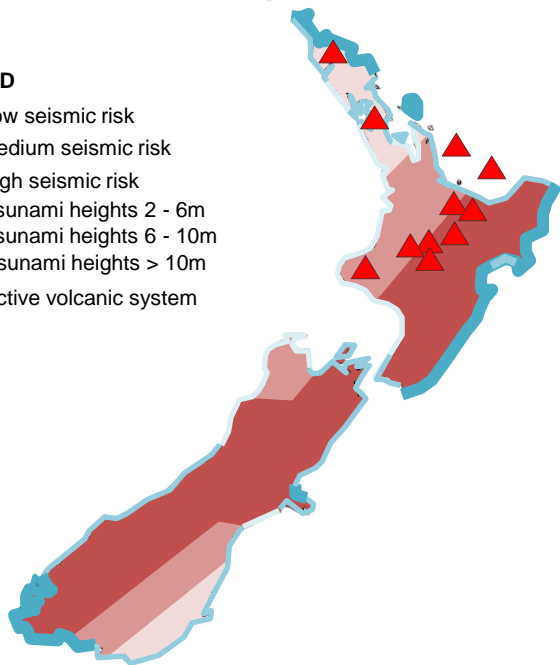 D
ow seismic risk
edium seismic risk
gh seismic risk
sunami heights 2 - 6m
sunami heights 6 - 10m
sunami heights > 10m
ctive volcanic system